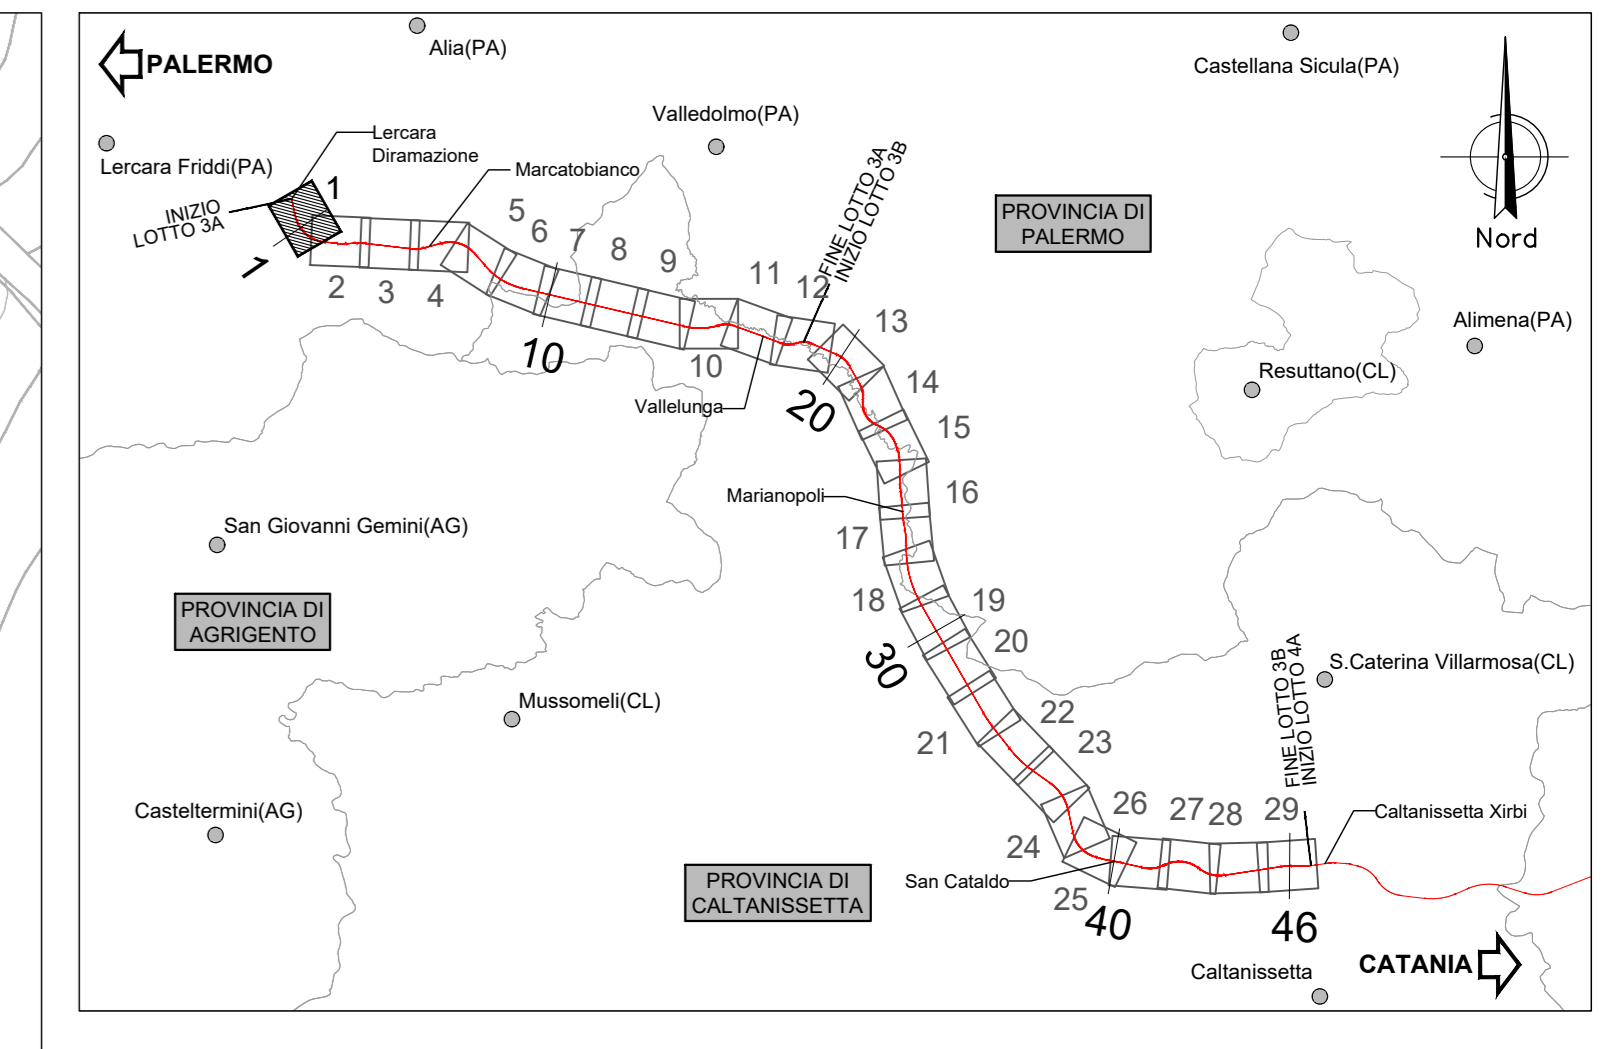 Alia(PA)
Castellana Sicula(PA)
PALERMO
Valledolmo(PA)
Lercara
Diramazione
Lercara Friddi(PA)
Marcatobianco
INIZIO
LOTTO 3A
FINE LOTTO 3A
INIZIO LOTTO 3B
PROVINCIA DI
PALERMO
Nord
1
1
2
3
4
5
6
7
8
9
10
10
11
12
13
14
15
16
17
18
19
20
20
21
22
23
24
25
26
27
28
29
30
40
46
Vallelunga
Alimena(PA)
Resuttano(CL)
Marianopoli
San Giovanni Gemini(AG)
PROVINCIA DI
AGRIGENTO
Mussomeli(CL)
S.Caterina Villarmosa(CL)
FINE LOTTO 3B
INIZIO LOTTO 4A
Casteltermini(AG)
Caltanissetta Xirbi
San Cataldo
PROVINCIA DI
CALTANISSETTA
Caltanissetta
CATANIA